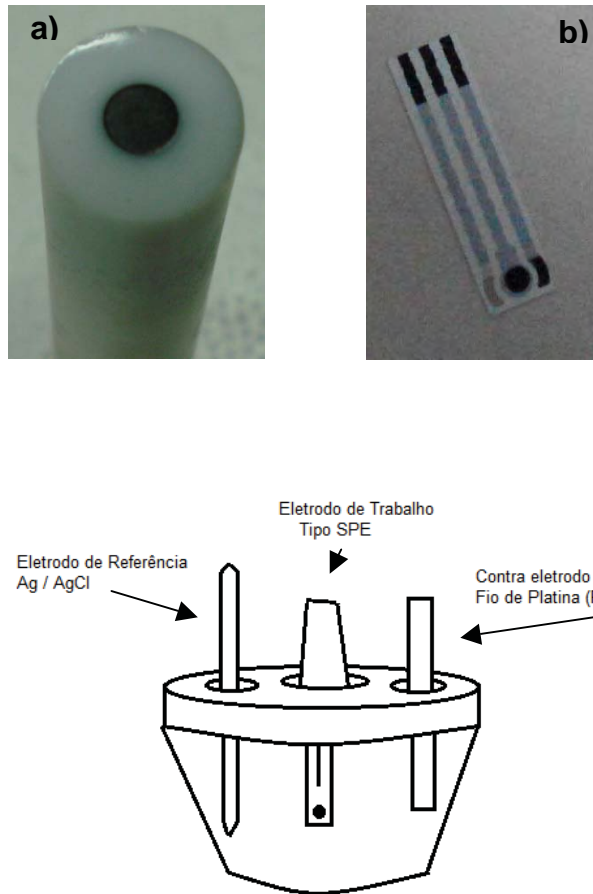 a)
b)
Eletrodo de Trabalho
Tipo SPE
Eletrodo de Referência
Ag / AgCl
Contra eletrodo
Fio de Platina (